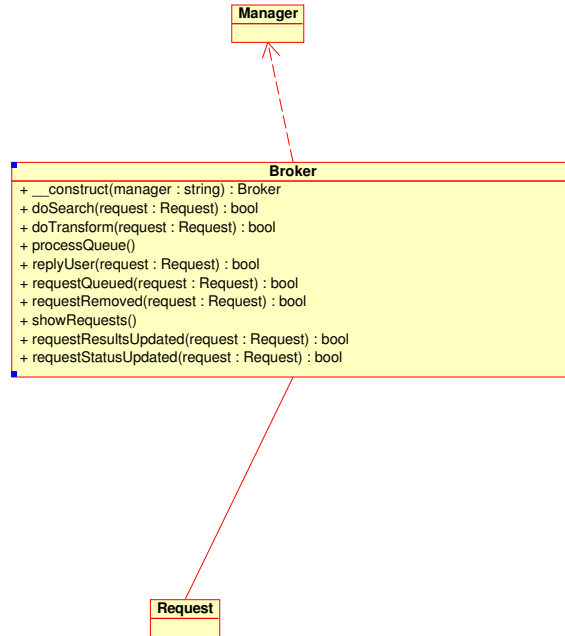 Manager
Broker
+ __construct(manager : string) : Broker
+ doSearch(request : Request) : bool
+ doTransform(request : Request) : bool
+ processQueue()
+ replyUser(request : Request) : bool
+ requestQueued(request : Request) : bool
+ requestRemoved(request : Request) : bool
+ showRequests()
+ requestResultsUpdated(request : Request) : bool
+ requestStatusUpdated(request : Request) : bool
Request